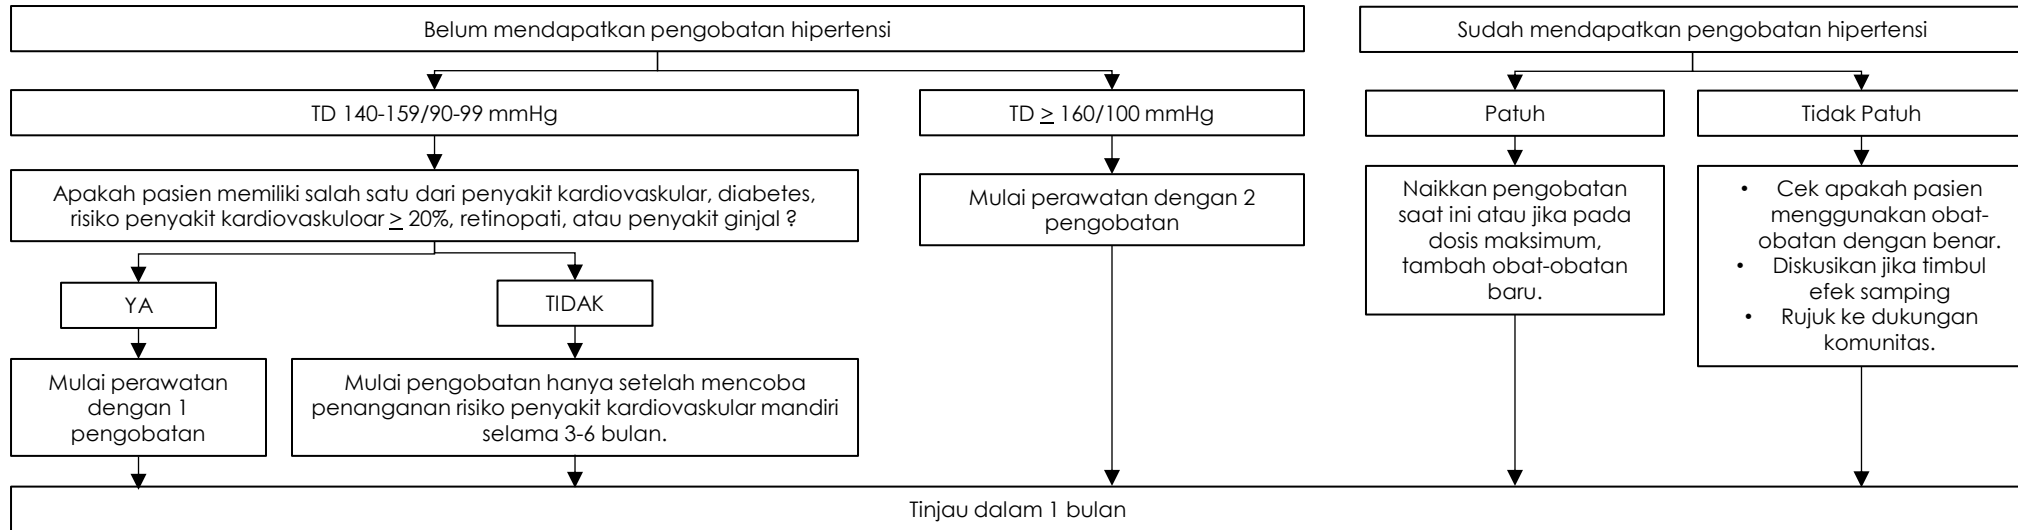 Belum mendapatkan pengobatan hipertensi
Sudah mendapatkan pengobatan hipertensi
TD 140-159/90-99 mmHg
TD ≥ 160/100 mmHg
Patuh
Tidak Patuh
Apakah pasien memiliki salah satu dari penyakit kardiovaskular, diabetes,
risiko penyakit kardiovaskuloar ≥ 20%, retinopati, atau penyakit ginjal ?
Mulai perawatan dengan 2
pengobatan
Naikkan pengobatan
saat ini atau jika pada
dosis maksimum,
tambah obat-obatan
baru.
• Cek apakah pasien
menggunakan obat-
obatan dengan benar.
• Diskusikan jika timbul
efek samping
• Rujuk ke dukungan
komunitas.
YA
TIDAK
Mulai perawatan
dengan 1
pengobatan
Mulai pengobatan hanya setelah mencoba
penanganan risiko penyakit kardiovaskular mandiri
selama 3-6 bulan.
Tinjau dalam 1 bulan